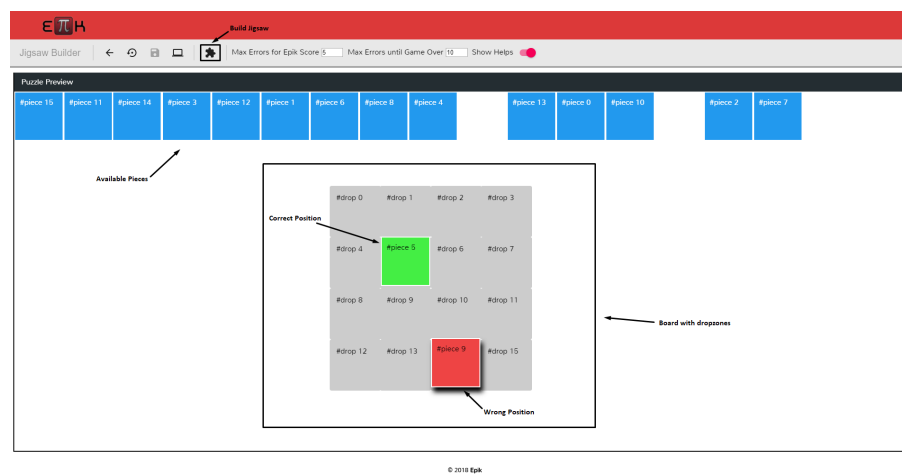 EπK
Build Jigsaw
Jigsaw Builder
Max Errors for Epik Score 5 Max Errors until Game Over 10 Show Helps
Puzzle Preview
#piece 15 #piece 11 #piece 14 #piece 3 #piece 12 #piece 1 #piece 6 #piece 8 #piece 4 #piece 13 #piece 0 #piece 10 #piece 2 #piece 7
Available Pieces
#drop 0 #drop 1 #drop 2 #drop 3
Correct Position
#drop 4 #piece 5 #drop 6 #drop 7
#drop 8 #drop 9 #drop 10 #drop 11
Board with dropzones
#drop 12 #drop 13 #piece 9 #drop 15
Wrong Position
© 2018 Epik